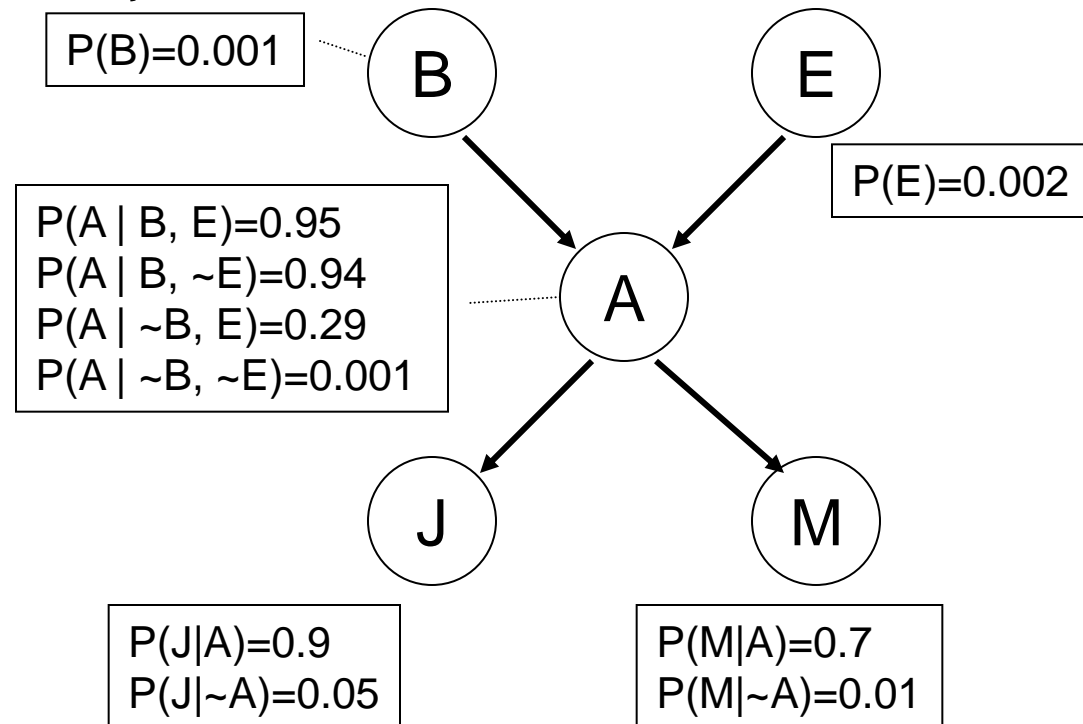 P(B)=0.001
B
E
P(E)=0.002
P(A | B, E)=0.95
P(A | B, ~E)=0.94
P(A | ~B, E)=0.29
P(A | ~B, ~E)=0.001
A
J
M
P(J|A)=0.9
P(J|~A)=0.05
P(M|A)=0.7
P(M|~A)=0.01